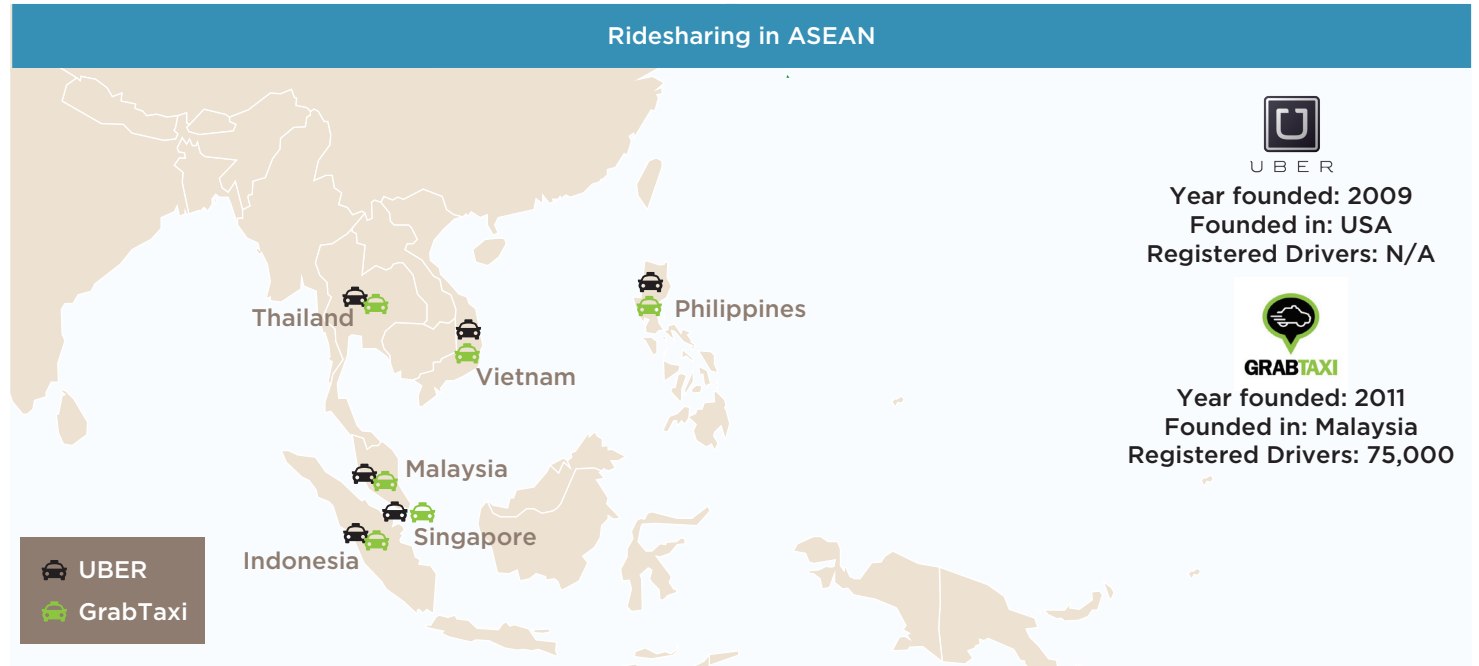 Ridesharing in ASEAN
U
UBER
Year founded: 2009
Founded in: USA
Registered Drivers: N/A
GRABTAXI
Year founded: 2011
Founded in: Malaysia
Registered Drivers: 75,000
Philippines
Thailand
Vietnam
Malaysia
Singapore
Indonesia
UBER
GrabTaxi